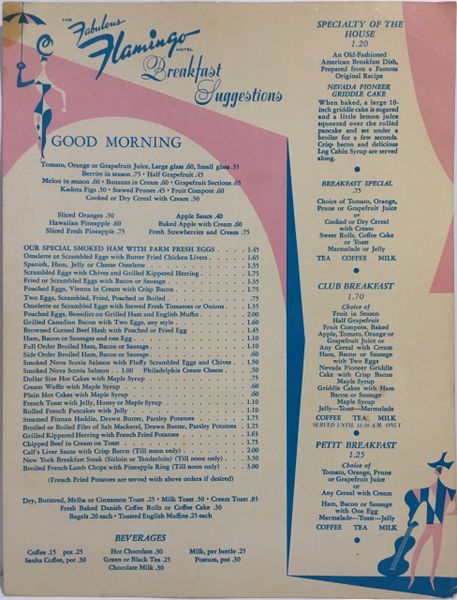 THE Fabulous
Flamingo
HOTEL
Breakfast
Suggestions
GOOD MORNING
Tomato, Orange or Grapefruit Juice, Large glass .60, Small glass .35
Berries in season .75 • Half Grapefruit .45
Melon in season .60 • Bananas in Cream .60 • Grapefruit Sections .65
Kadota Figs .50 • Stewed Prunes .45 • Fruit Compote .60
Cooked or Dry Cereal with Cream .50
Sliced Oranges .50 Apple Sauce .40
Hawaiian Pineapple .60 Baked Apple with Cream .60
Sliced Fresh Pineapple .75 Fresh Strawberries and Cream .75
OUR SPECIAL SMOKED HAM WITH FARM FRESH EGGS . . . . . 1.45
Omelette or Scrambled Eggs with Butter Fried Chicken Livers . . . . 1.65
Spanish, Ham, Jelly or Cheese Omelette . . . . 1.35
Scrambled Eggs with Chives and Grilled Kippered Herring . . . . 1.75
Fried or Scrambled Eggs with Bacon or Sausage . . . . 1.35
Poached Eggs, Vienna in Cream with Crisp Bacon . . . . 1.75
Two Eggs, Scrambled, Fried, Poached or Boiled . . . . .75
Omelette or Scrambled Eggs with Stewed Fresh Tomatoes or Onions . . . 1.35
Poached Eggs, Benedict on Grilled Ham and English Muffin . . . . 2.00
Grilled Canadian Bacon with Two Eggs, any style . . . . 1.60
Browned Corned Beef Hash with Poached or Fried Egg . . . . 1.45
Ham, Bacon or Sausages and one Egg . . . . 1.10
Full Order Broiled Ham, Bacon or Sausage . . . . 1.10
Side Order Broiled Ham, Bacon or Sausage . . . . .60
Smoked Nova Scotia Salmon with Fluffy Scrambled Eggs and Chives . . 1.50
Smoked Nova Scotia Salmon . . 1.00 Philadelphia Cream Cheese . . .50
Dollar Size Hot Cakes with Maple Syrup . . . . .75
Cream Waffle with Maple Syrup . . . . .60
Plain Hot Cakes with Maple Syrup . . . . .60
French Toast with Jelly, Honey or Maple Syrup . . . . 1.10
Rolled French Pancakes with Jelly . . . . 1.10
Steamed Finnan Haddie, Drawn Butter, Parsley Potatoes . . . . 1.75
Broiled or Boiled Filet of Salt Mackerel, Drawn Butter, Parsley Potatoes 1.25
Grilled Kippered Herring with French Fried Potatoes . . . . 1.65
Chipped Beef in Cream on Toast . . . . 1.75
Calf's Liver Saute with Crisp Bacon (Till noon only) . . . . 2.00
New York Breakfast Steak (Sirloin or Tenderloin) (Till noon only) . . 3.50
Broiled French Lamb Chops with Pineapple Ring (Till noon only) . . . 3.00
(French Fried Potatoes are served with above orders if desired)
Dry, Buttered, Melba or Cinnamon Toast .25 • Milk Toast .50 • Cream Toast .85
Fresh Baked Danish Coffee Rolls or Coffee Cake .30
Bagels .20 each • Toasted English Muffins .25 each
BEVERAGES
Coffee .15 pot .25 Hot Chocolate .30 Milk, per bottle .25
Sanka Coffee, pot .30 Green or Black Tea .25 Postum, pot .30
Chocolate Milk .30
SPECIALTY OF THE
HOUSE
1.20
An Old-Fashioned
American Breakfast Dish,
Prepared from a Famous
Original Recipe
NEVADA PIONEER
GRIDDLE CAKE
When baked, a large 10-
inch griddle cake is sugared
and a little lemon juice
squeezed over the rolled
pancake and set under a
broiler for a few seconds.
Crisp bacon and delicious
Log Cabin Syrup are served
along.
BREAKFAST SPECIAL
.75
Choice of Tomato, Orange,
Prune or Grapefruit Juice
or
Cooked or Dry Cereal
with Cream
Sweet Rolls, Coffee Cake
or Toast
Marmalade or Jelly
TEA COFFEE MILK
CLUB BREAKFAST
1.70
Choice of
Fruit in Season
Half Grapefruit
Fruit Compote, Baked
Apple, Tomato, Orange or
Grapefruit Juice or
Any Cereal with Cream
Ham, Bacon or Sausage
with Two Eggs
Nevada Pioneer Griddle
Cake with Crisp Bacon
Maple Syrup
Griddle Cakes with Ham
Bacon or Sausage
Maple Syrup
Jelly—Toast—Marmalade
COFFEE TEA MILK
SERVED UNTIL 11:30 A.M. ONLY
PETIT BREAKFAST
1.25
Choice of
Tomato, Orange, Prune
or Grapefruit Juice
or
Any Cereal with Cream
Ham, Bacon or Sausage
with One Egg
Marmalade—Toast—Jelly
COFFEE TEA MILK